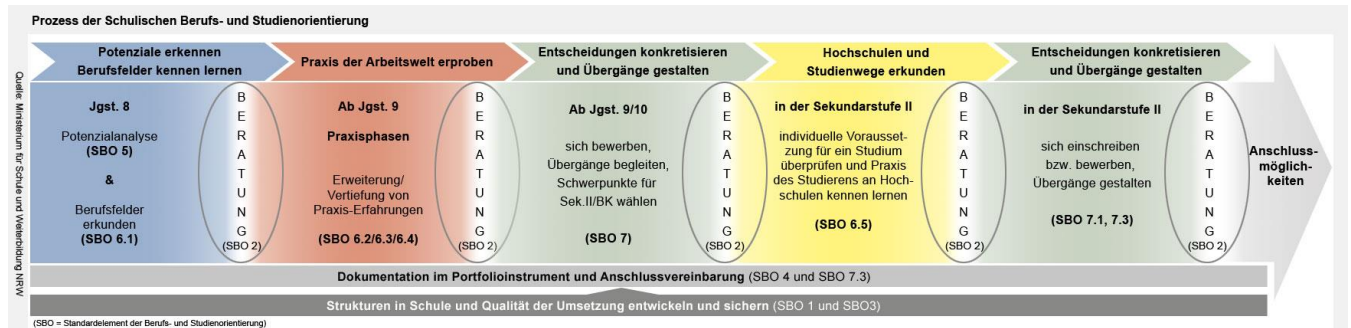 Prozess der Schulischen Berufs- und Studienorientierung
Potenziale erkennen
Berufsfelder kennen lernen
Praxis der Arbeitswelt erproben
Entscheidungen konkretisieren
und Übergänge gestalten
Hochschulen und
Studienwege erkunden
Entscheidungen konkretisieren
und Übergänge gestalten
Quelle: Ministerium für Schule und Weiterbildung NRW
Jgst. 8
Potenzialanalyse
(SBO 5)
&
Berufsfelder
erkunden
(SBO 6.1)
BERATUNG
(SBO 2)
Ab Jgst. 9
Praxisphasen
Erweiterung/
Vertiefung von
Praxis-Erfahrungen
(SBO 6.2/6.3/6.4)
BERATUNG
(SBO 2)
Ab Jgst. 9/10
sich bewerben,
Übergänge begleiten,
Schwerpunkte für
Sek.II/BK wählen
(SBO 7)
BERATUNG
(SBO 2)
in der Sekundarstufe II
individuelle Vorausset-
zung für ein Studium
überprüfen und Praxis
des Studierens an Hoch-
schulen kennen lernen
(SBO 6.5)
BERATUNG
(SBO 2)
in der Sekundarstufe II
sich einschreiben
bzw. bewerben,
Übergänge gestalten
(SBO 7.1, 7.3)
BERATUNG
(SBO 2)
Anschluss-
möglich-
keiten
Dokumentation im Portfolioinstrument und Anschlussvereinbarung (SBO 4 und SBO 7.3)
Strukturen in Schule und Qualität der Umsetzung entwickeln und sichern (SBO 1 und SBO3)
(SBO = Standardelement der Berufs- und Studienorientierung)